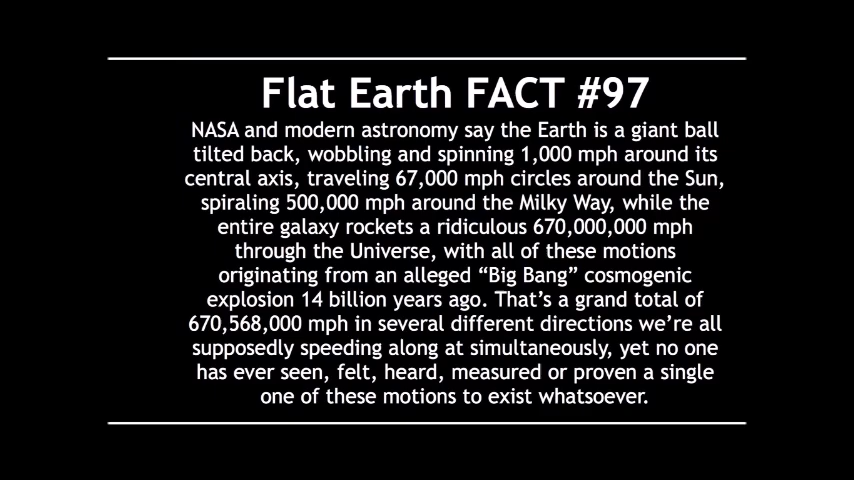 Flat Earth FACT #97
NASA and modern astronomy say the Earth is a giant ball
tilted back, wobbling and spinning 1,000 mph around its
central axis, traveling 67,000 mph circles around the Sun,
spiraling 500,000 mph around the Milky Way, while the
entire galaxy rockets a ridiculous 670,000,000 mph
through the Universe, with all of these motions
originating from an alleged “Big Bang” cosmogenic
explosion 14 billion years ago. That’s a grand total of
670,568,000 mph in several different directions we’re all
supposedly speeding along at simultaneously, yet no one
has ever seen, felt, heard, measured or proven a single
one of these motions to exist whatsoever.